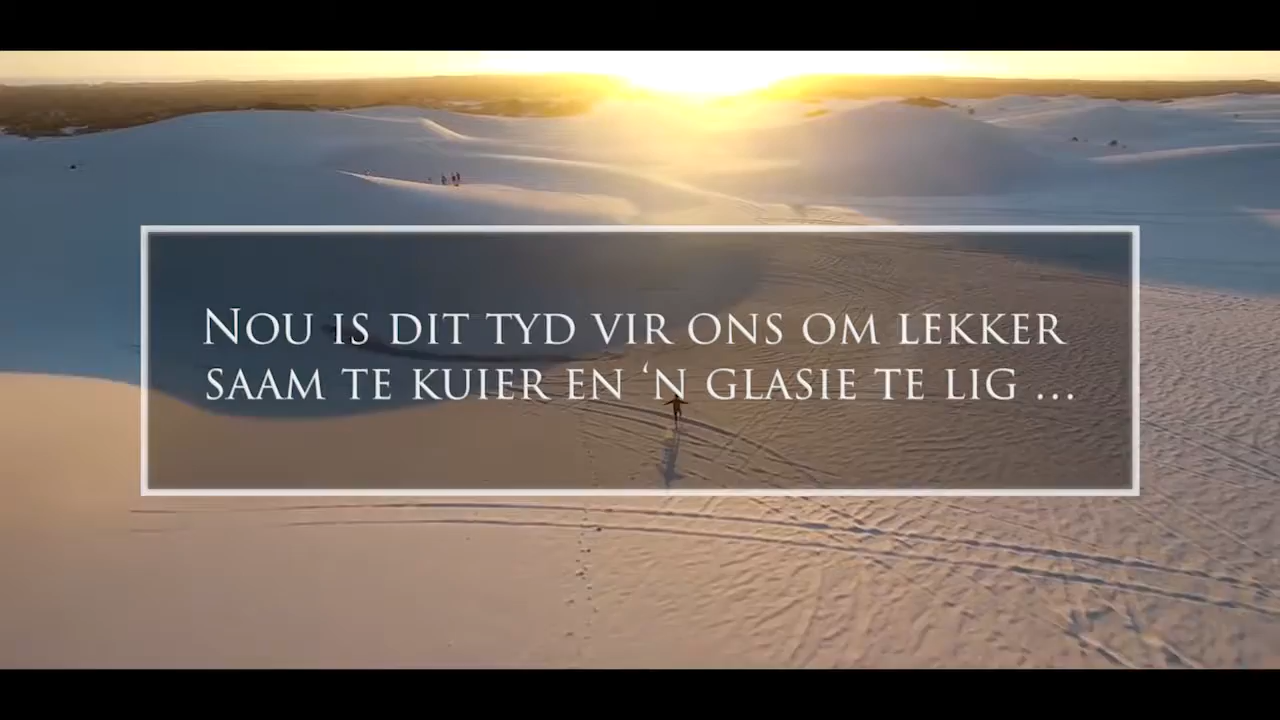 Nou is dit tyd vir ons om lekker
saam te kuier en ‘n glasie te lig ...